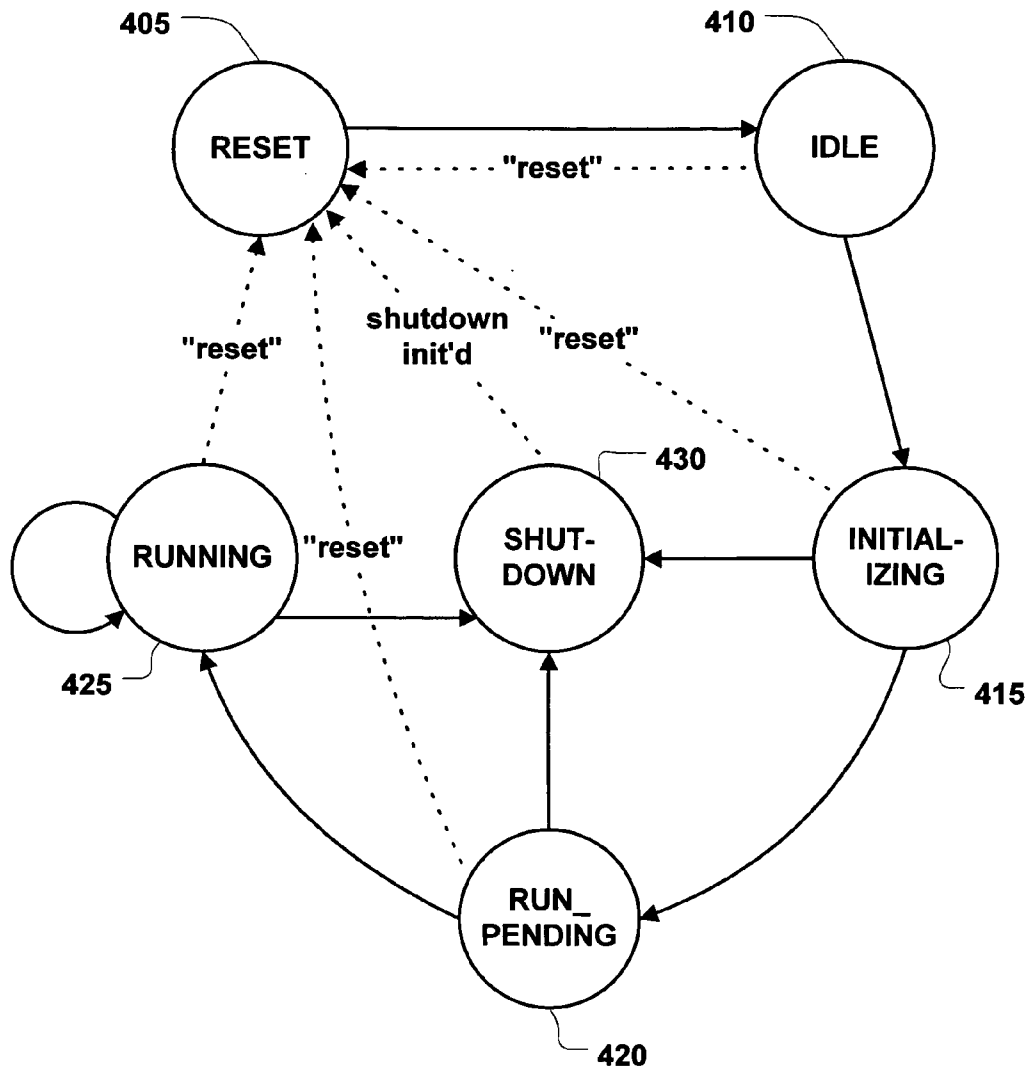 405
410
RESET
IDLE
"reset"
shutdown
init'd
"reset"
"reset"
430
RUNNING
"reset"
SHUT-
DOWN
INITIAL-
IZING
425
415
RUN_
PENDING
420